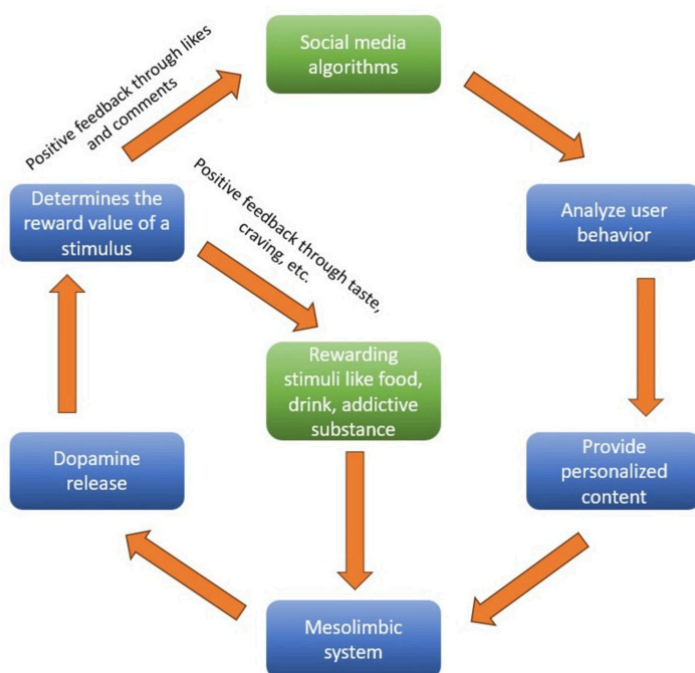 Social media
algorithms
Positive feedback through likes
and comments
Determines the
reward value of a
stimulus
Positive feedback through taste,
craving, etc.
Analyze user
behavior
Rewarding
stimuli like food,
drink, addictive
substance
Dopamine
release
Provide
personalized
content
Mesolimbic
system